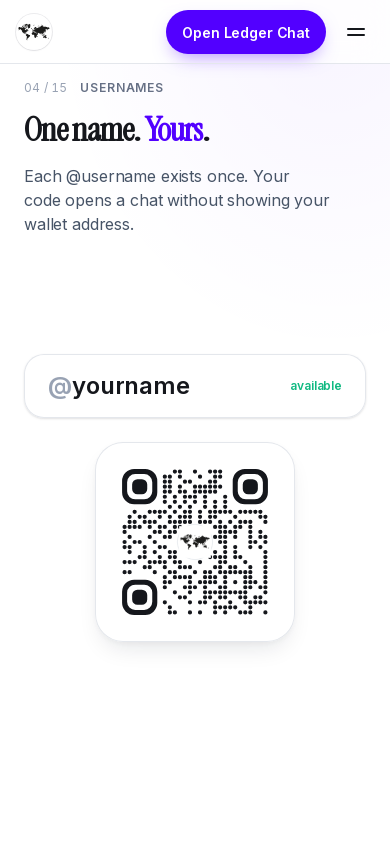 Open Ledger Chat
04 / 15 USERNAMES
One name. Yours.
Each @username exists once. Your
code opens a chat without showing your
wallet address.
@yourname
available